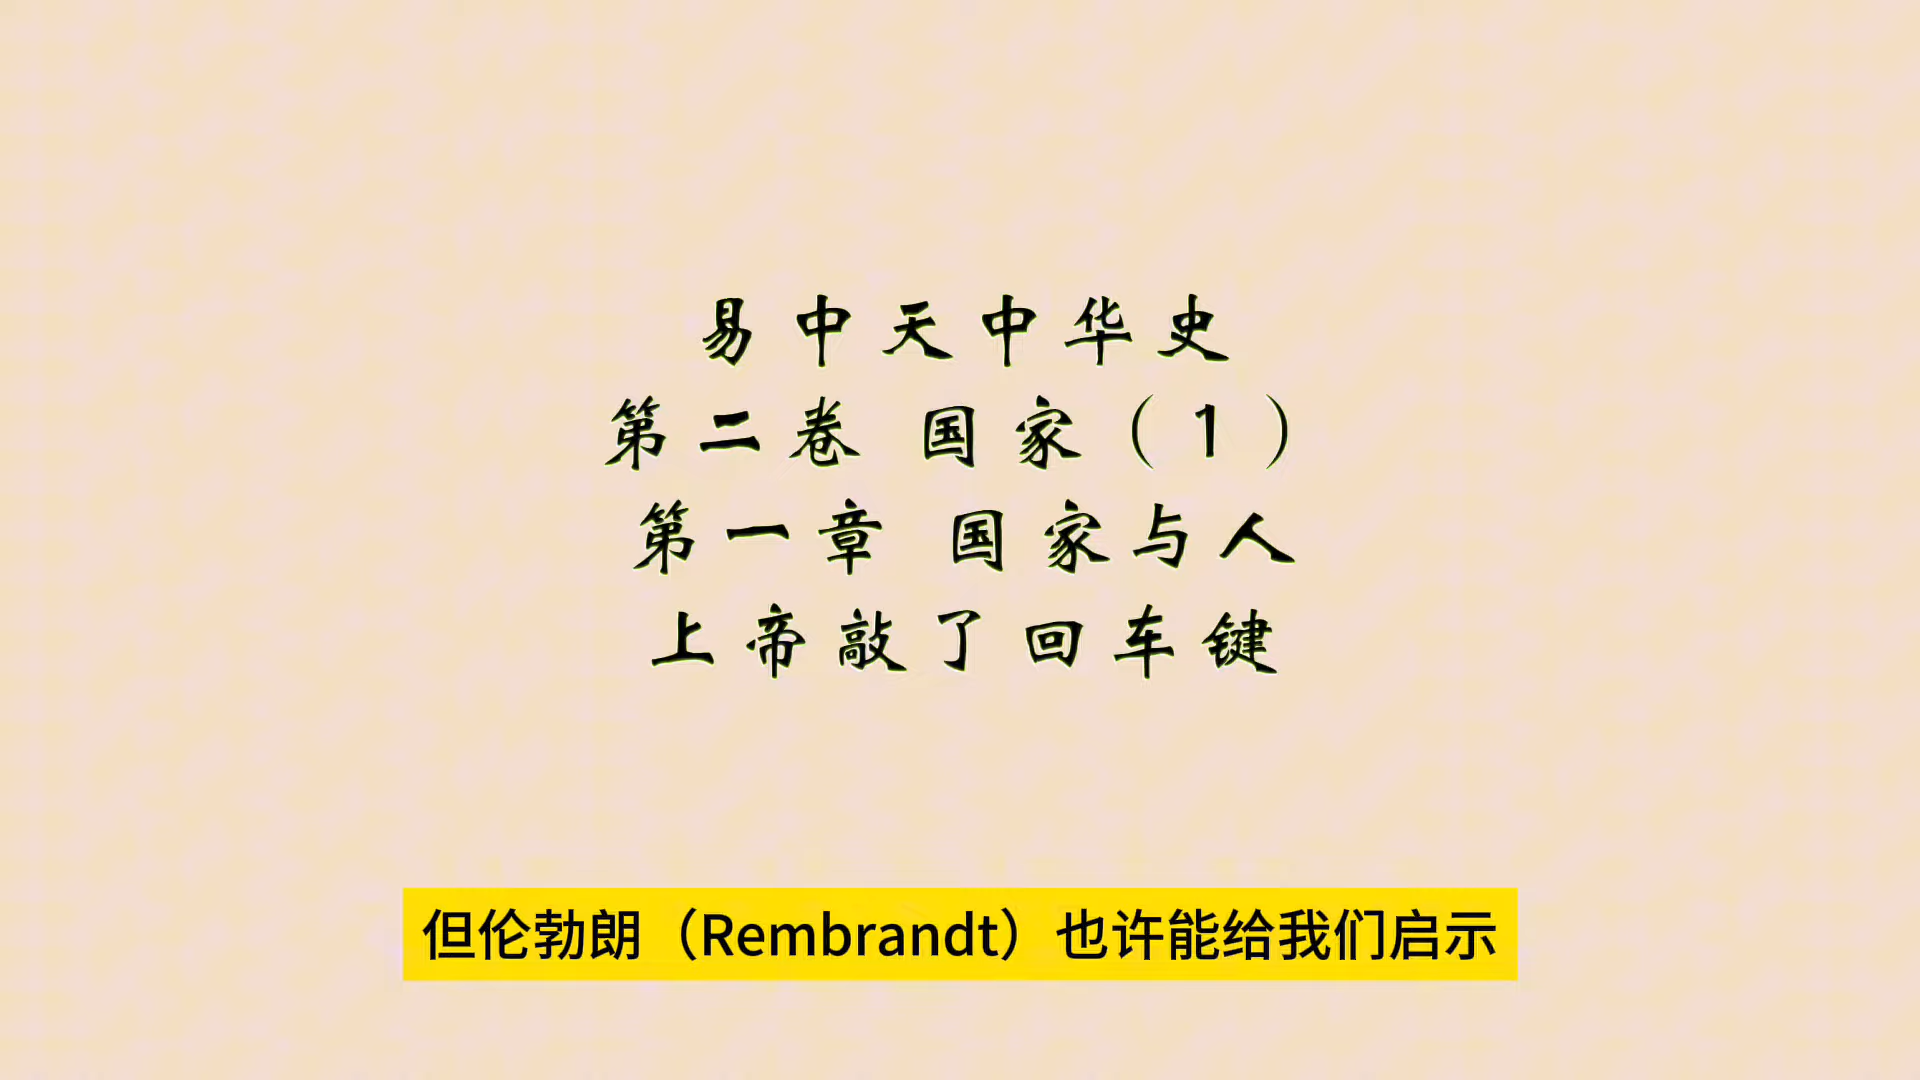 易中天中华史
第二卷 国家（1）
第一章 国家与人
上帝敲了回车键
但伦勃朗（Rembrandt）也许能给我们启示